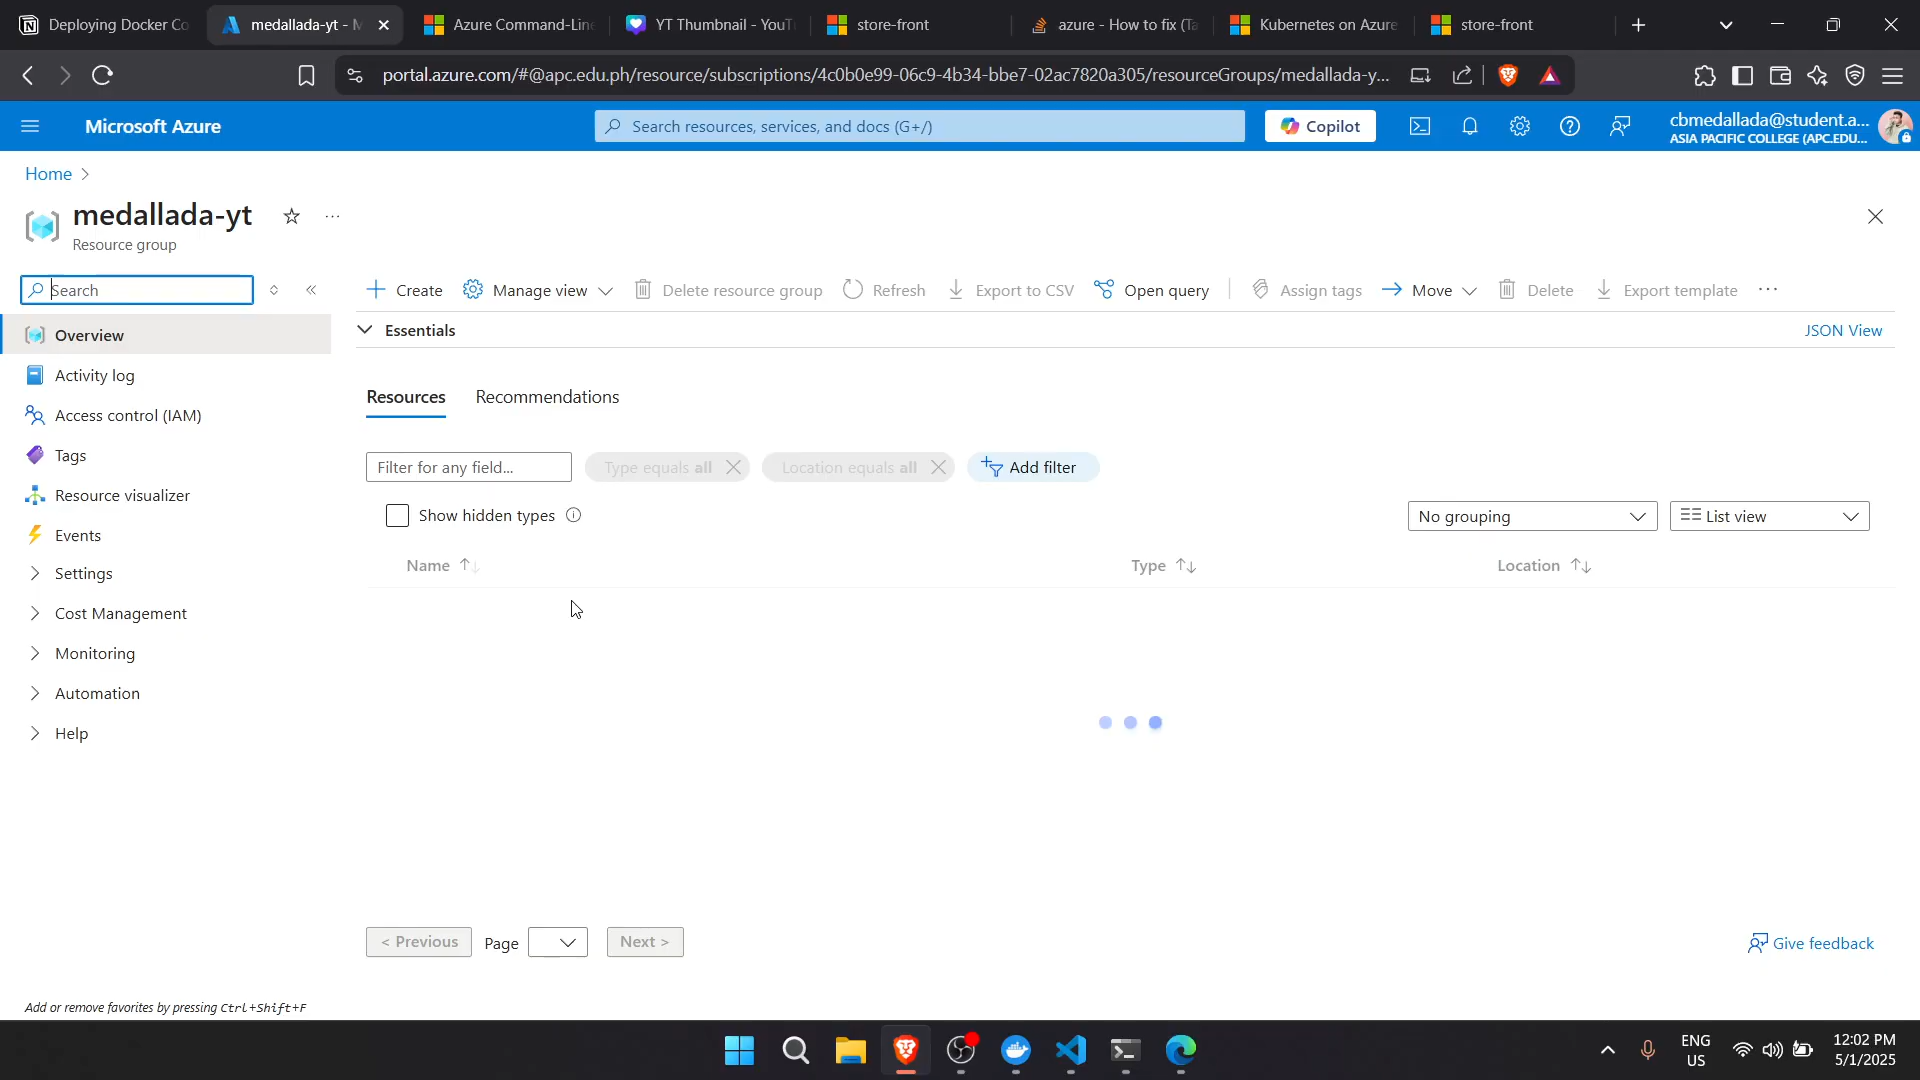 Deploying Docker Co
medallada-yt - M
Azure Command-Line
YT Thumbnail - YouT
store-front
azure - How to fix (Ta
Kubernetes on Azure
store-front
portal.azure.com/#@apc.edu.ph/resource/subscriptions/4c0b0e99-06c9-4b34-bbe7-02ac7820a305/resourceGroups/medallada-y...
Microsoft Azure
Search resources, services, and docs (G+/)
Copilot
cbmedallada@student.a...
ASIA PACIFIC COLLEGE (APC.EDU...
Home
medallada-yt
Resource group
Search
Create
Manage view
Delete resource group
Refresh
Export to CSV
Open query
Assign tags
Move
Delete
Export template
Overview
Essentials
JSON View
Activity log
Access control (IAM)
Tags
Resource visualizer
Events
Settings
Cost Management
Monitoring
Automation
Help
Resources
Recommendations
Filter for any field...
Type equals all
Location equals all
Add filter
Show hidden types
No grouping
List view
Name
Type
Location
< Previous
Page
Next >
Give feedback
Add or remove favorites by pressing Ctrl+Shift+F
ENG
US
12:02 PM
5/1/2025